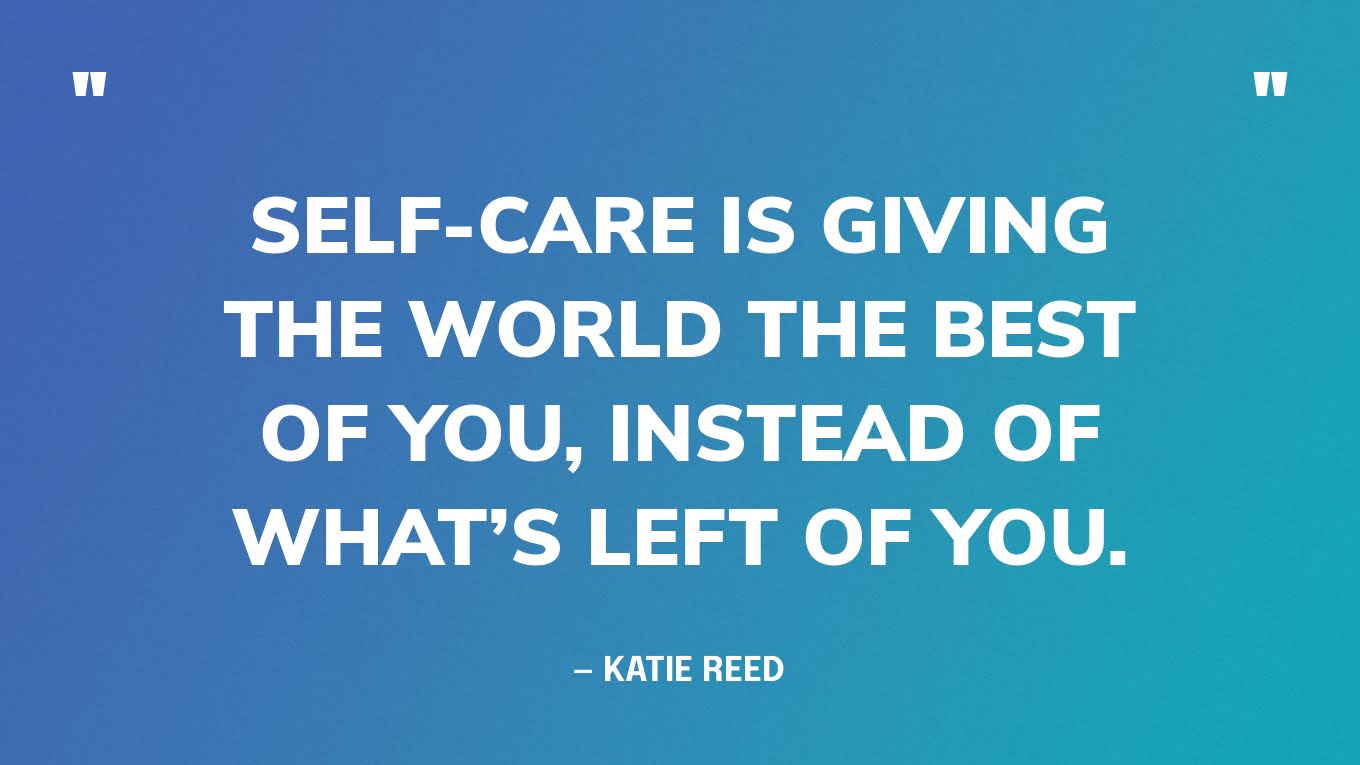 " "
SELF-CARE IS GIVING
THE WORLD THE BEST
OF YOU, INSTEAD OF
WHAT’S LEFT OF YOU.
– KATIE REED